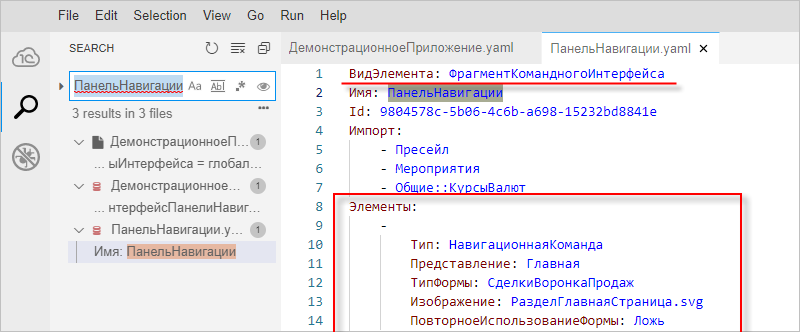 File Edit Selection View Go Run Help
SEARCH
ПанельНавигации Aa Abl .*
3 results in 3 files
...
ДемонстрационноеП... 1
... ыИнтерфейса = глобал...
Демонстрационное... 1
... нтерфейсПанелиНавиг...
ПанельНавигации.у... 1
Имя: ПанельНавигации
ДемонстрационноеПриложение.yaml ПанельНавигации.yaml ×
1 ВидЭлемента: ФрагментКомандногоИнтерфейса
2 Имя: ПанельНавигации
3 Id: 9804578c-5b06-4c6b-a698-15232bd8841e
4 Импорт:
5 - Пресейл
6 - Мероприятия
7 - Общие::КурсыВалют
8 Элементы:
9 -
10 Тип: НавигационнаяКоманда
11 Представление: Главная
12 ТипФормы: СделкиВоронкаПродаж
13 Изображение: РазделГлавнаяСтраница.svg
14 ПовторноеИспользованиеФормы: Ложь